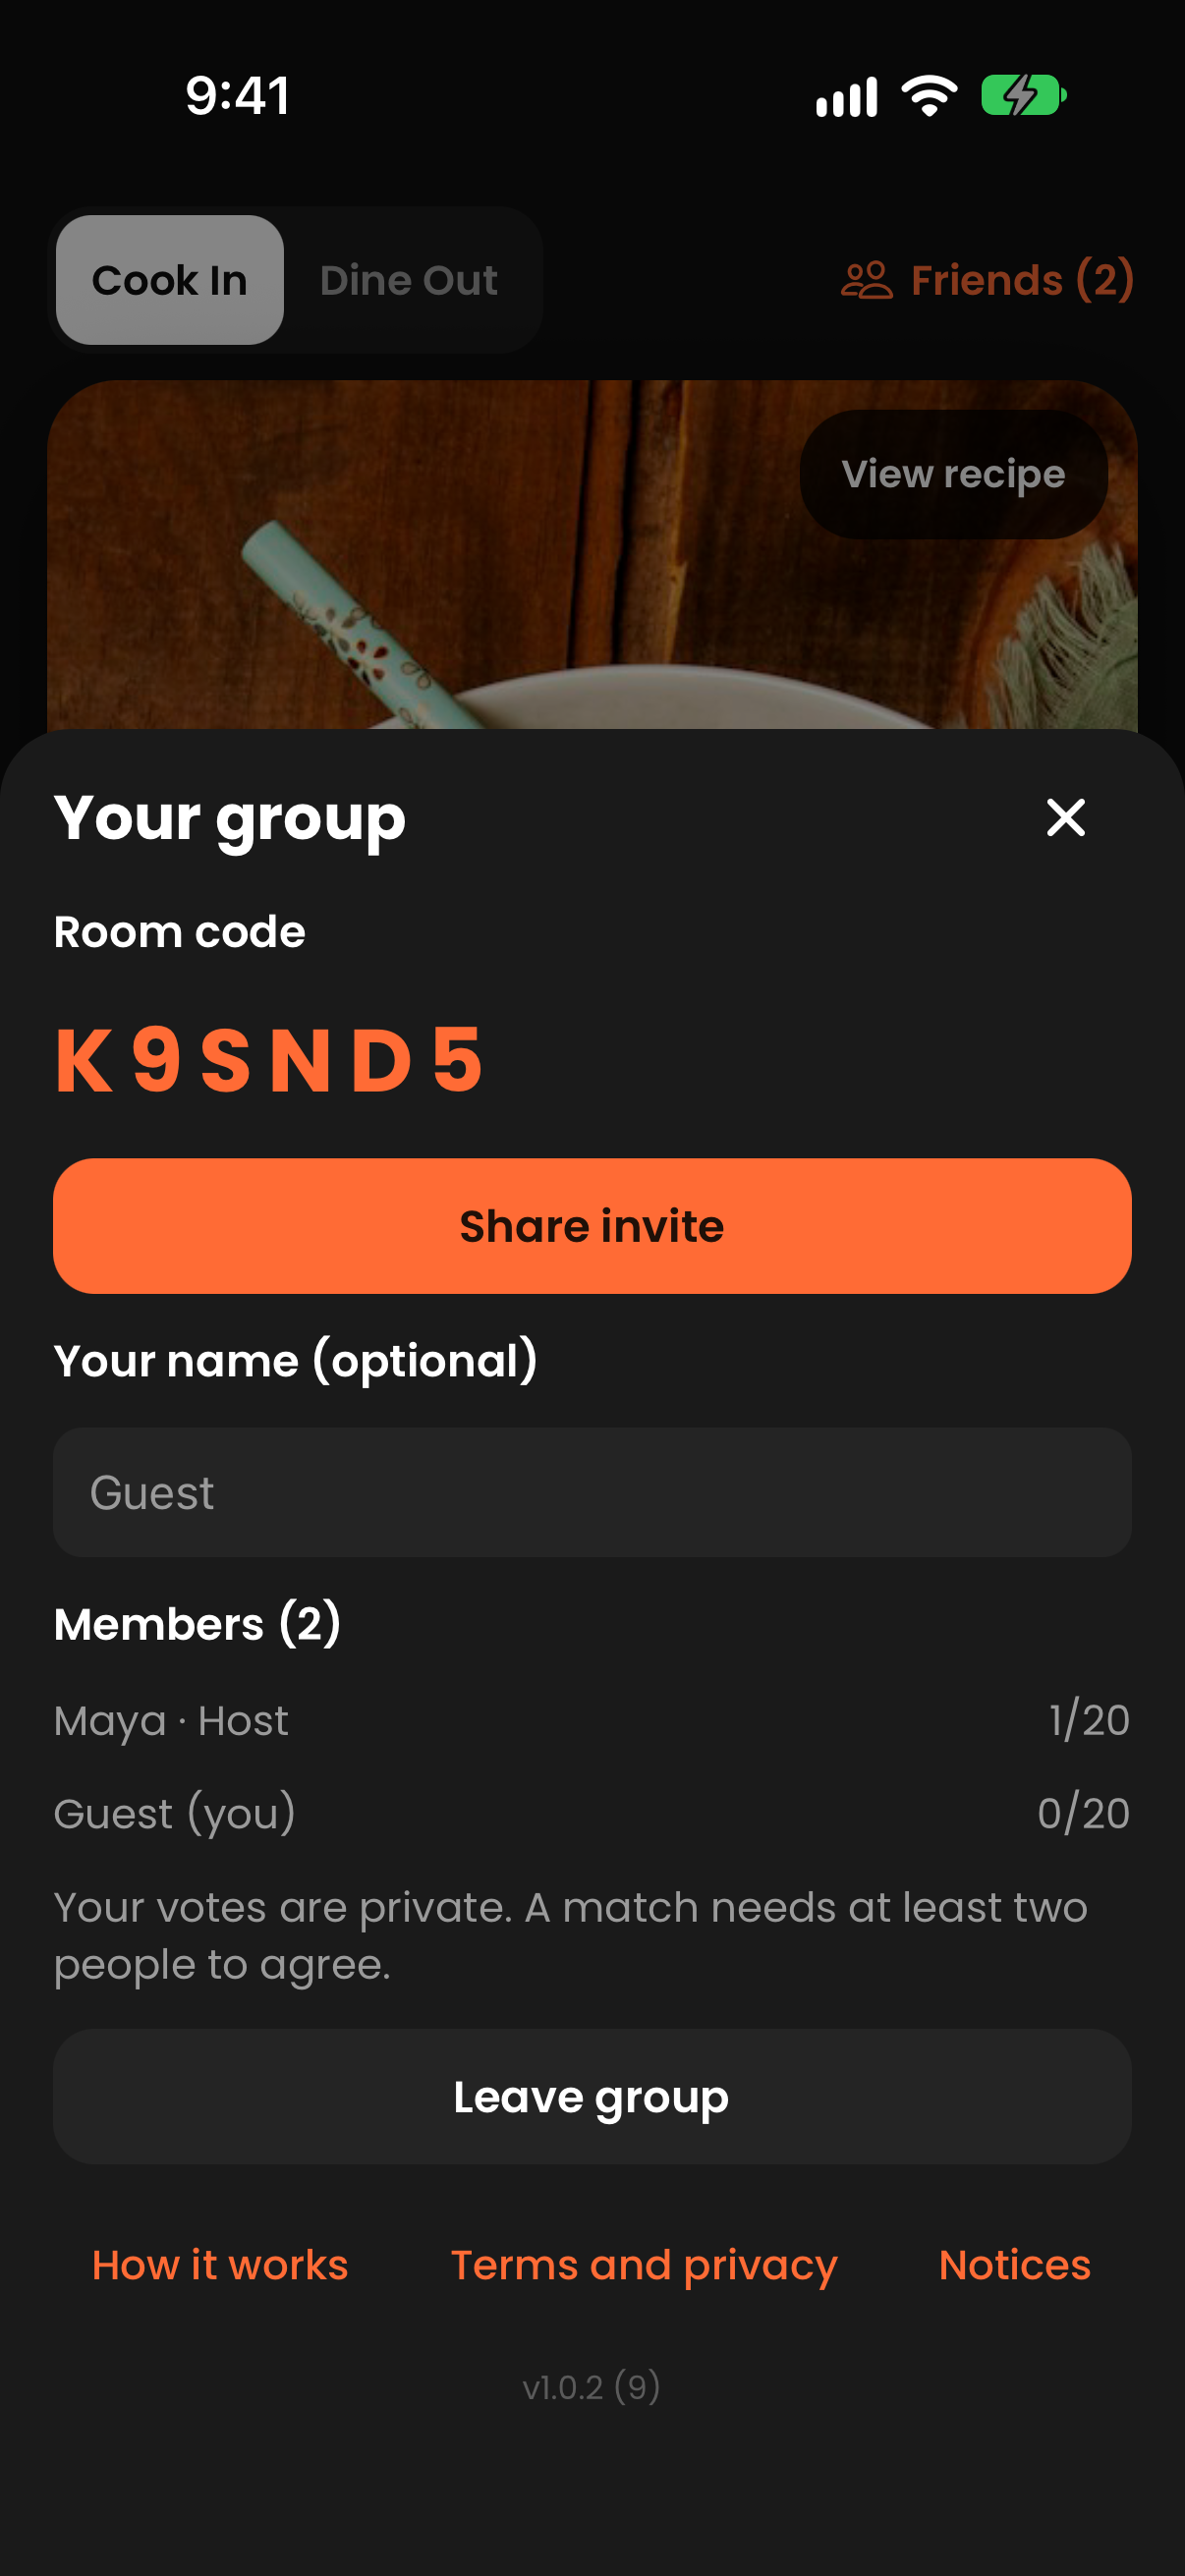 9:41
Cook In
Dine Out
Friends (2)
View recipe
Your group
Room code
K9SND5
Share invite
Your name (optional)
Guest
Members (2)
Maya · Host
1/20
Guest (you)
0/20
Your votes are private. A match needs at least two
people to agree.
Leave group
How it works
Terms and privacy
Notices
v1.0.2 (9)